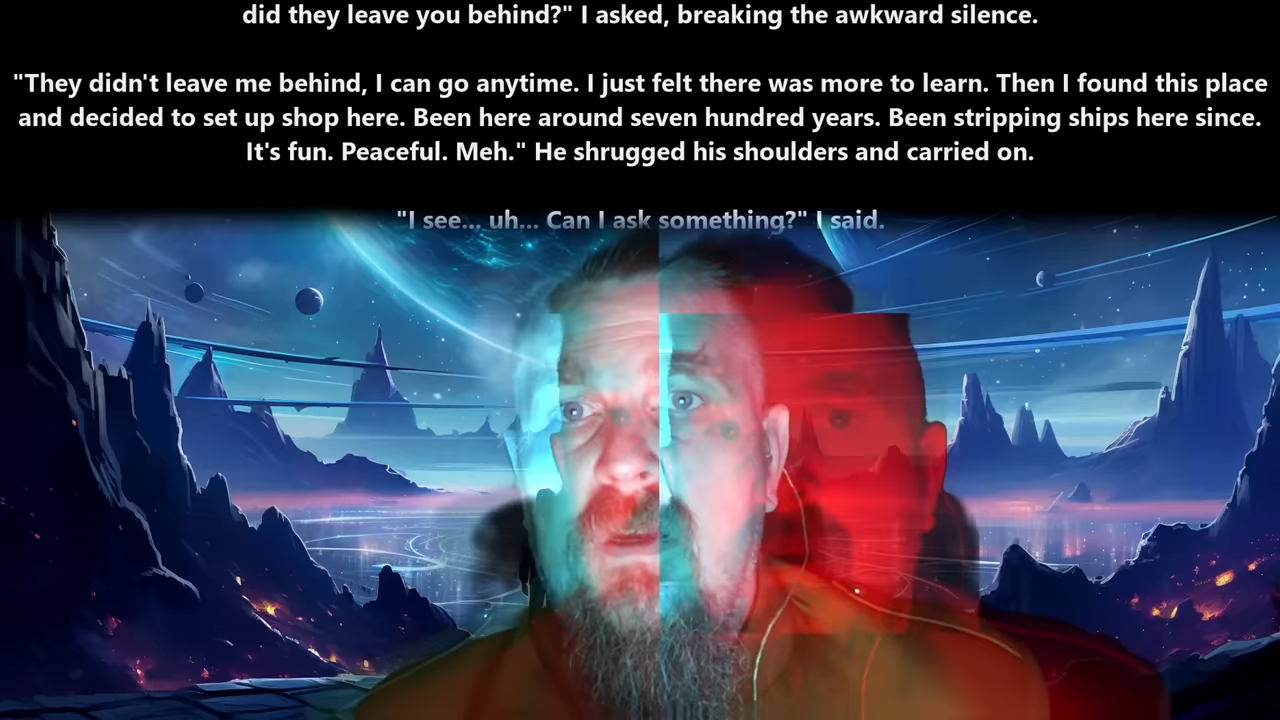 did they leave you behind?" I asked, breaking the awkward silence.
"They didn't leave me behind, I can go anytime. I just felt there was more to learn. Then I found this place
and decided to set up shop here. Been here around seven hundred years. Been stripping ships here since.
It's fun. Peaceful. Meh." He shrugged his shoulders and carried on.
"I see... uh... Can I ask something?" I said.